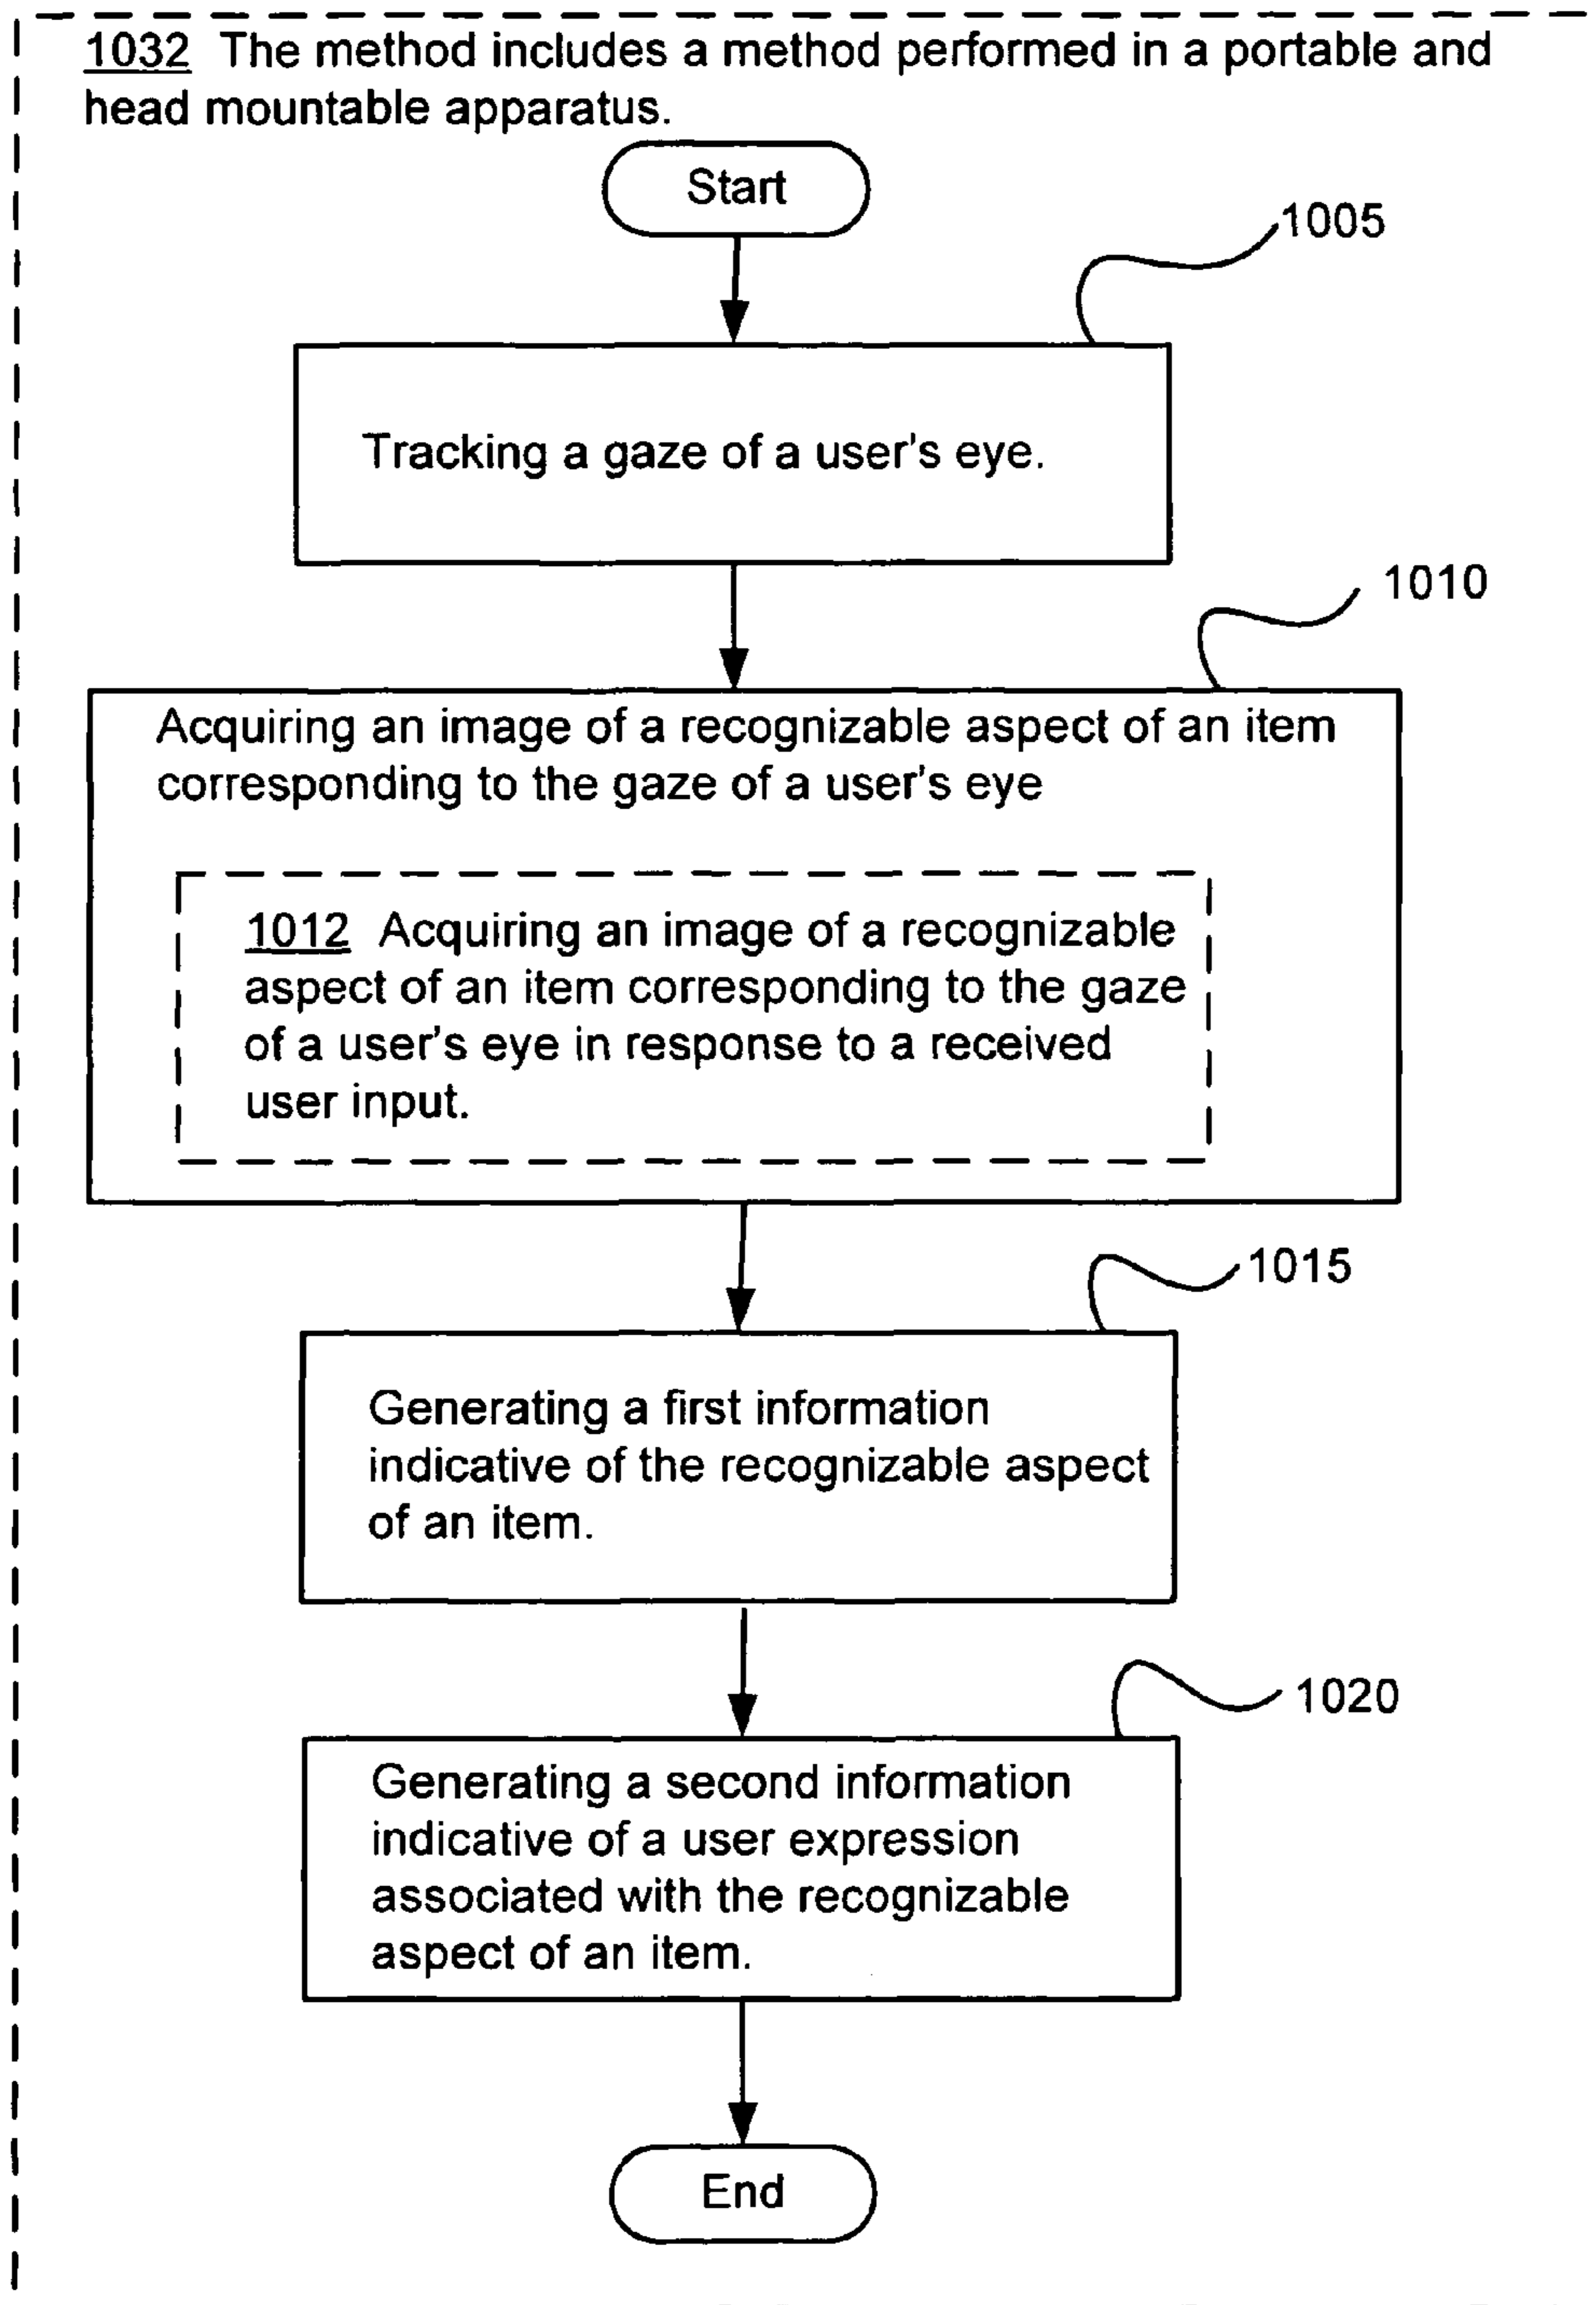 1032 The method includes a method performed in a portable and
head mountable apparatus.
Start
1005
Tracking a gaze of a user's eye.
1010
Acquiring an image of a recognizable aspect of an item
corresponding to the gaze of a user's eye
1012 Acquiring an image of a recognizable
aspect of an item corresponding to the gaze
of a user's eye in response to a received
user input.
1015
Generating a first information
indicative of the recognizable aspect
of an item.
1020
Generating a second information
indicative of a user expression
associated with the recognizable
aspect of an item.
End